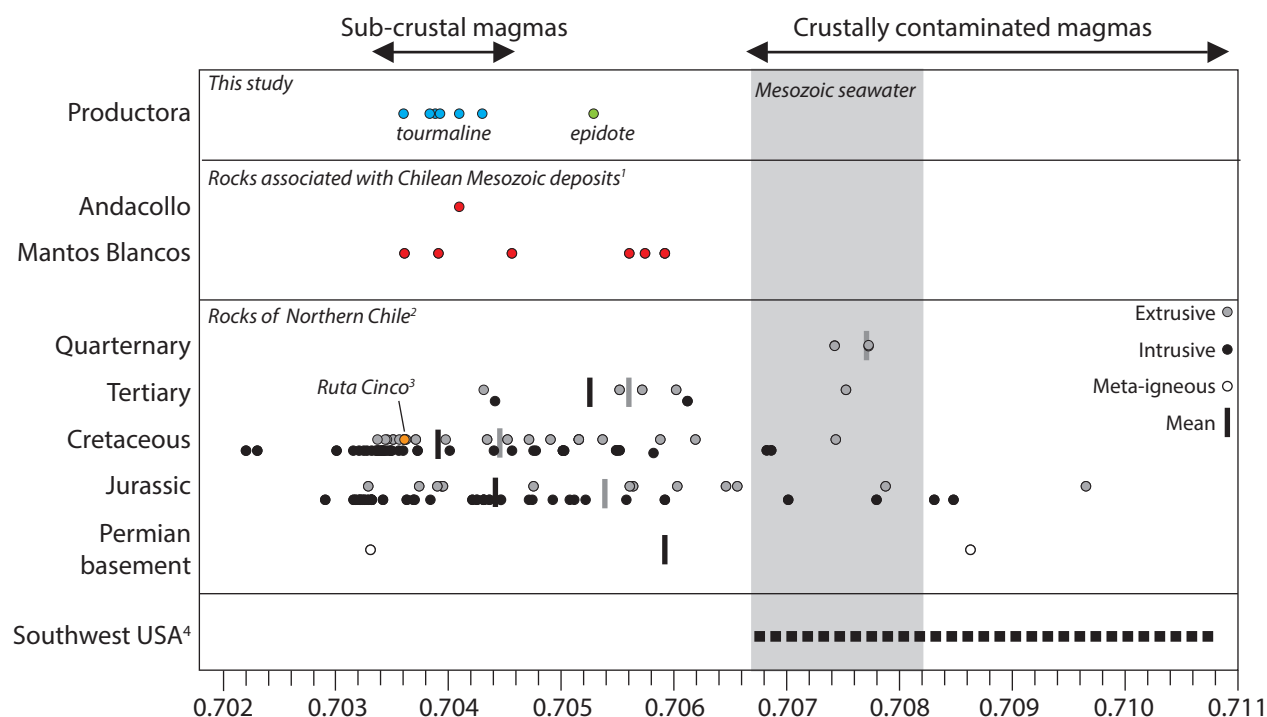 Sub-crustal magmas
Crustally contaminated magmas
This study
Mesozoic seawater
Productora
tourmaline
epidote
Rocks associated with Chilean Mesozoic deposits¹
Andacollo
Mantos Blancos
Rocks of Northern Chile²
Extrusive
Quarternary
Intrusive
Ruta Cinco³
Meta-igneous
Tertiary
Mean
Cretaceous
Jurassic
Permian
basement
Southwest USA⁴
0.702 0.703 0.704 0.705 0.706 0.707 0.708 0.709 0.710 0.711